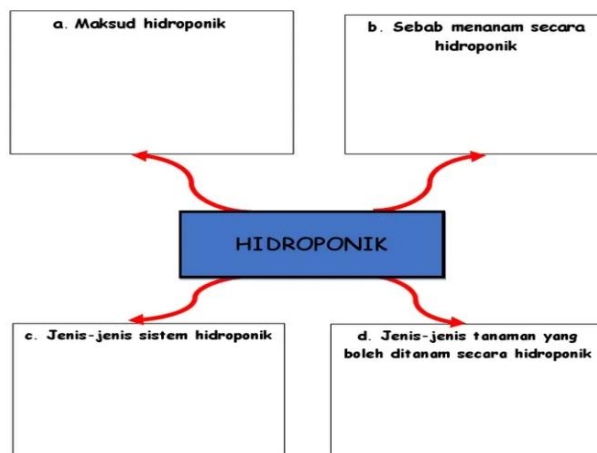 a. Maksud hidroponik
b. Sebab menanam secara
hidroponik
HIDROPONIK
c. Jenis-jenis sistem hidroponik
d. Jenis-jenis tanaman yang
boleh ditanam secara hidroponik